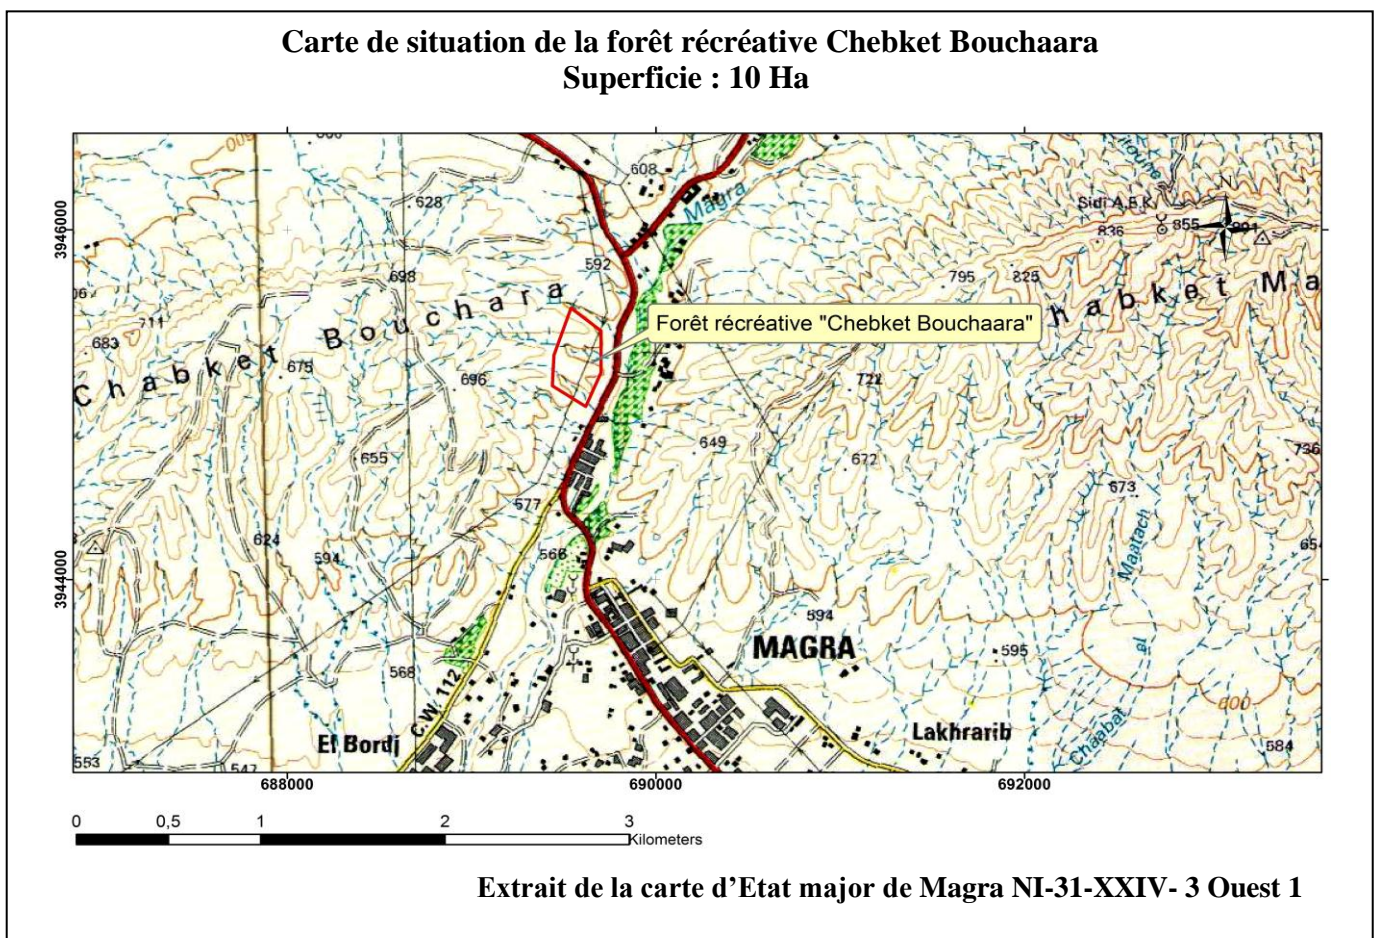 Carte de situation de la forêt récréative Chebket Bouchaara
Superficie : 10 Ha
600
608
628
Magra
Sidi A.E.K
N
3946000
836
855
592
698
795
825
711
683
Chabket Bouchara
habket Ma
Forêt récréative "Chebket Bouchaara"
675
696
722
649
655
672
736
673
577
624
594
566
654
3944000
Maatach
el
Chaabat
594
MAGRA
595
568
C.W.112
600
El Bordj
Lakhrarib
584
553
547
688000
690000
692000
0 0,5 1 2 3
Kilometers
Extrait de la carte d’Etat major de Magra NI-31-XXIV- 3 Ouest 1